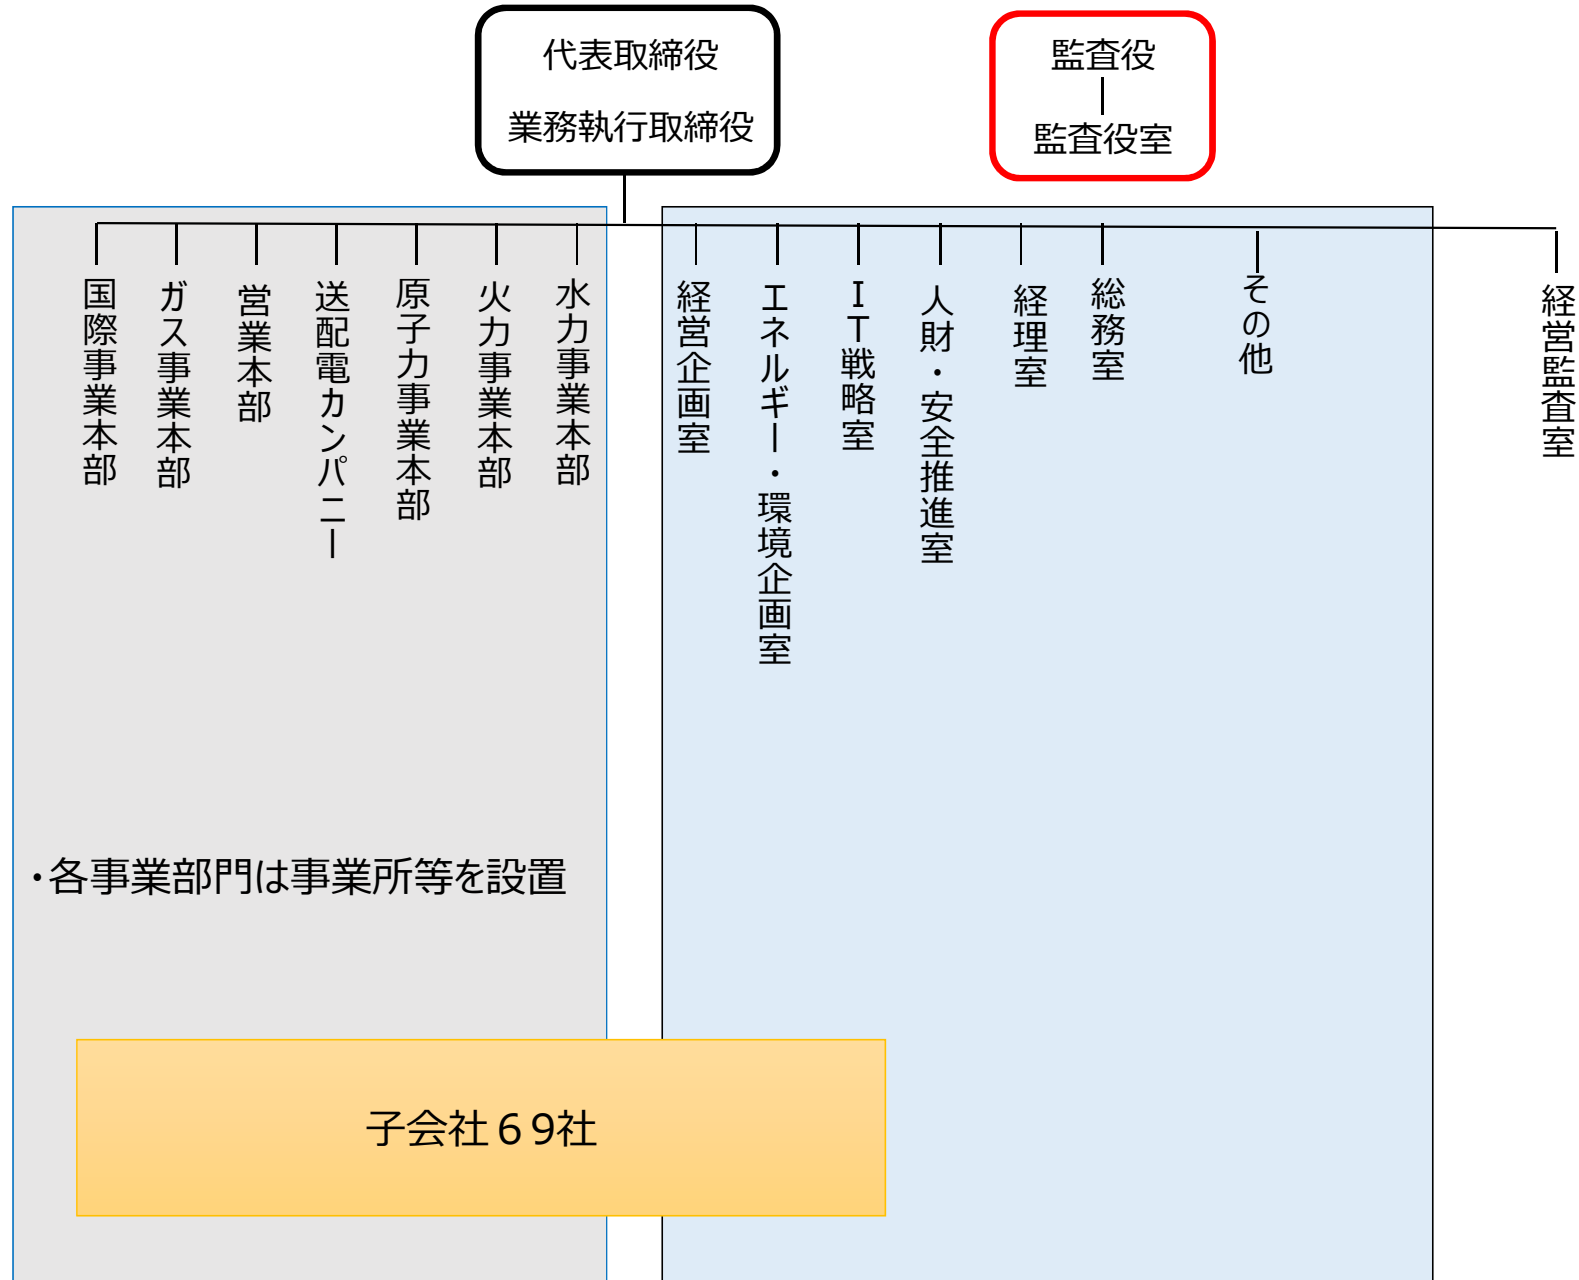 代表取締役
業務執行取締役
監査役
監査役室
国際事業本部
ガス事業本部
営業本部
送配電カンパニー
原子力事業本部
火力事業本部
水力事業本部
経営企画室
エネルギー・環境企画室
IT戦略室
人財・安全推進室
経理室
総務室
その他
経営監査室
・各事業部門は事業所等を設置
子会社69社